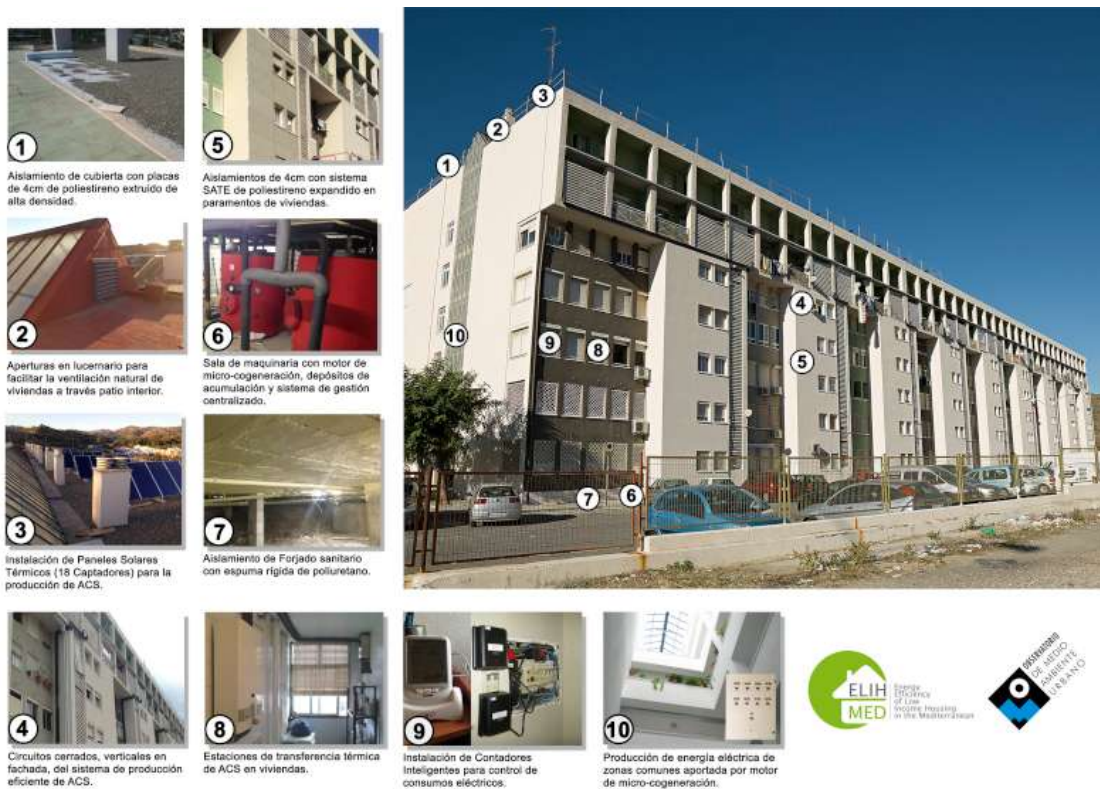 1
Aislamiento de cubierta con placas
de 4cm de poliestireno extruido de
alta densidad.
5
Aislamientos de 4cm con sistema
SATE de poliestireno expandido en
paramentos de viviendas.
2
Aperturas en lucernario para
facilitar la ventilación natural de
viviendas a través patio interior.
6
Sala de maquinaria con motor de
micro-cogeneración, depósitos de
acumulación y sistema de gestión
centralizado.
3
Instalación de Paneles Solares
Térmicos (18 Captadores) para la
producción de ACS.
7
Aislamiento de Forjado sanitario
con espuma rígida de poliuretano.
3
2
1
4
10
9
8
5
7
6
4
Circuitos cerrados, verticales en
fachada, del sistema de producción
eficiente de ACS.
8
Estaciones de transferencia térmica
de ACS en viviendas.
9
Instalación de Contadores
Inteligentes para control de
consumos eléctricos.
10
Producción de energía eléctrica de
zonas comunes aportada por motor
de micro-cogeneración.
ELIH
MED
Energy
Efficiency
of Low
Income Housing
in the Mediterranean
OBSERVATORIO
DE MEDIO
AMBIENTE
URBANO